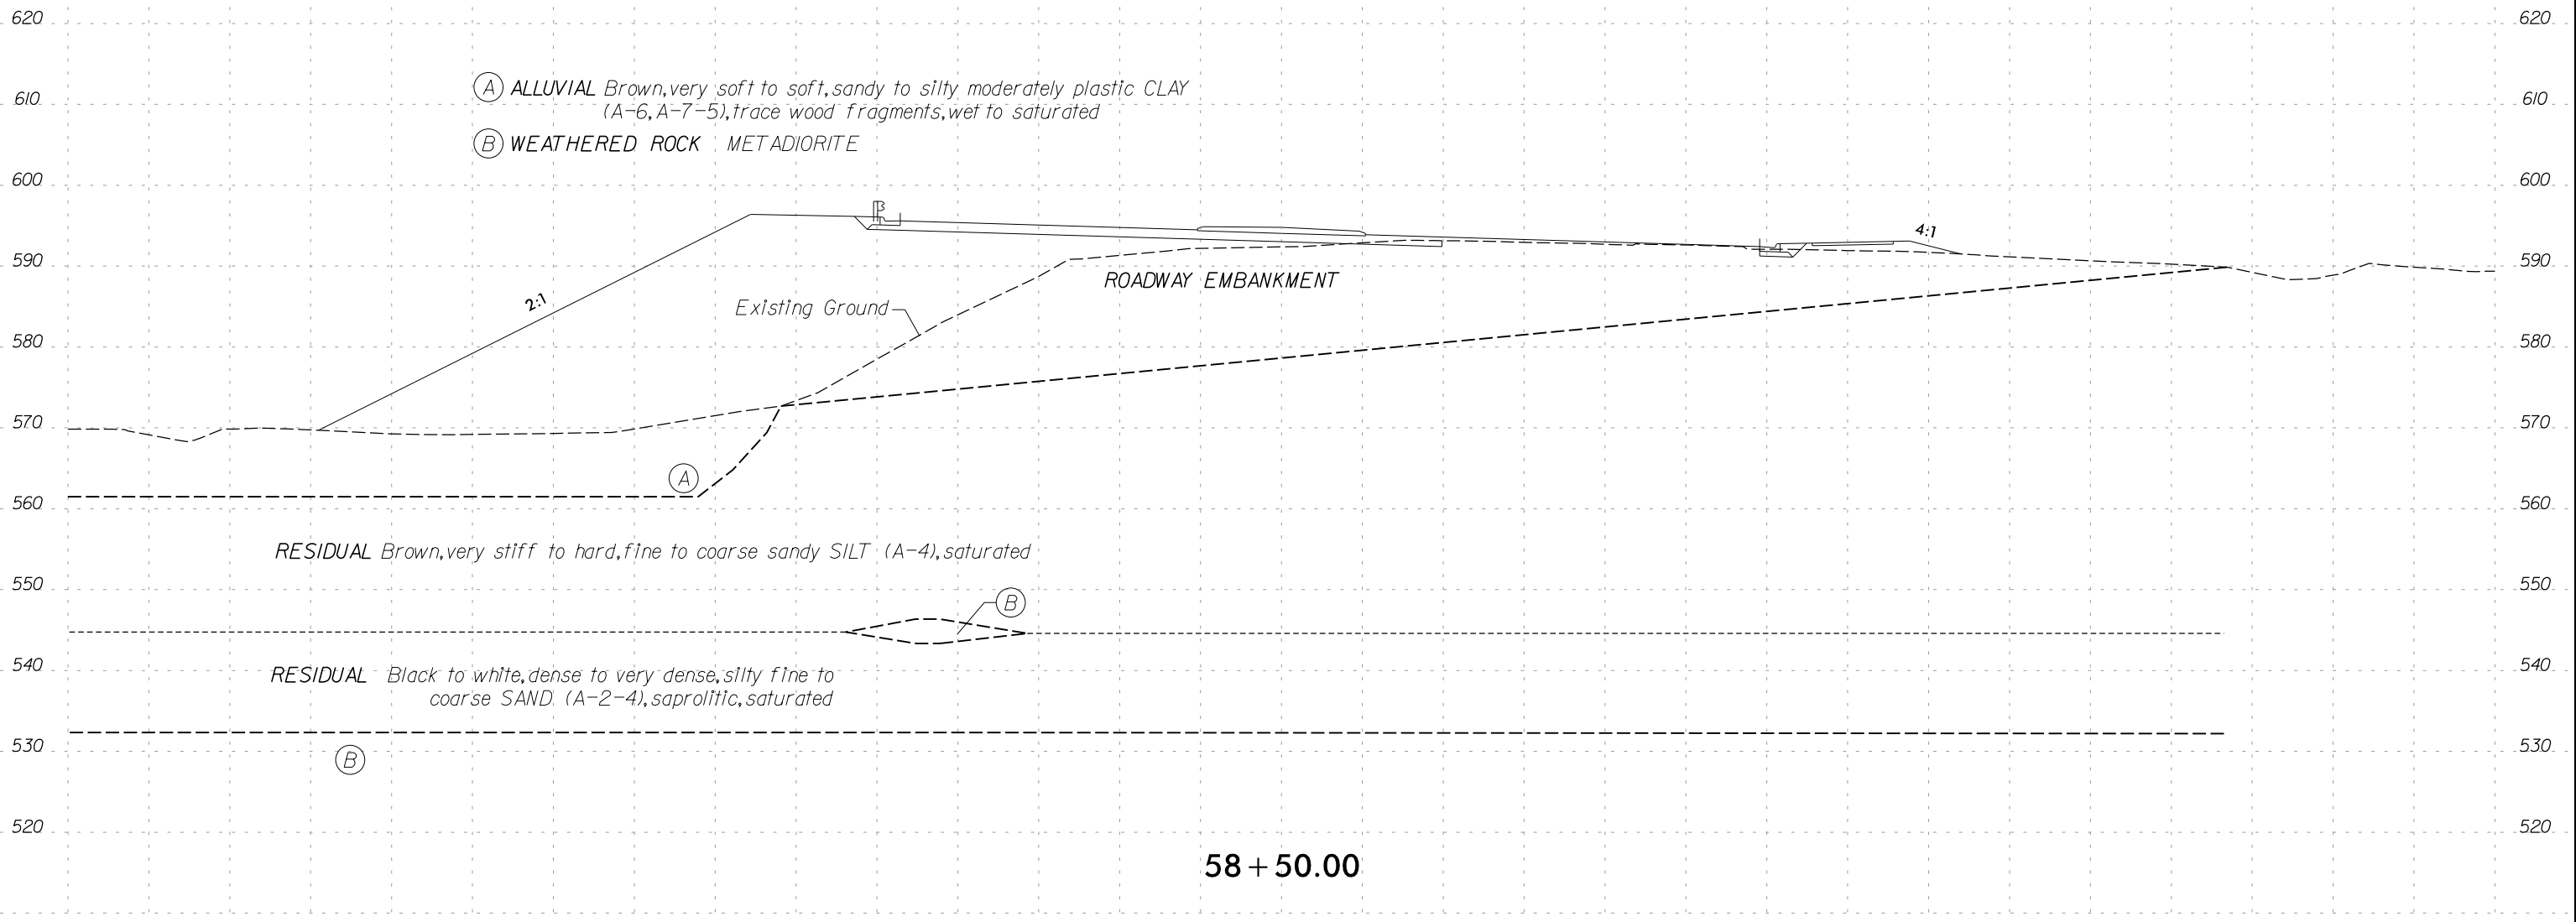 620 620
(A) ALLUVIAL Brown, very soft to soft, sandy to silty moderately plastic CLAY
610 610
(A-6, A-7-5), trace wood fragments, wet to saturated
(B) WEATHERED ROCK METADIORITE
600 600
4:1
590 590
ROADWAY EMBANKMENT
2:1
Existing Ground
580 580
570 570
(A)
560 560
RESIDUAL Brown, very stiff to hard, fine to coarse sandy SILT (A-4), saturated
550 550
(B)
540 540
RESIDUAL Black to white, dense to very dense, silty fine to
coarse SAND (A-2-4), saprolitic, saturated
530 530
(B)
520 520
58+50.00